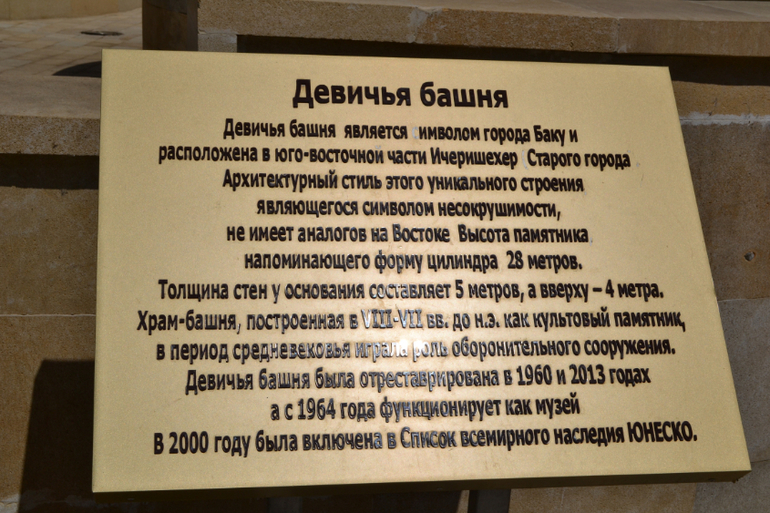 Девичья башня
Девичья башня является имволом города Баку и
расположена в юго-восточной части Ичеришехер Старого города
Архитектурный стиль этого уникального строения
являющегося символом несокрушимости,
не имеет аналогов на Востоке Высота памятника
напоминающего форму цилиндра 28 метров.
Толщина стен у основания составляет 5 метров, а вверху – 4 метра.
Храм-башня, построенная в VIII-VII вв. до н.э. как культовый памятник,
в период средневековья играла роль оборонительного сооружения.
Девичья башня была отреставрирована в 1960 и 2013 годах
а с 1964 года функционирует как музей
В 2000 году была включена в Список всемирного наследия ЮНЕСКО.